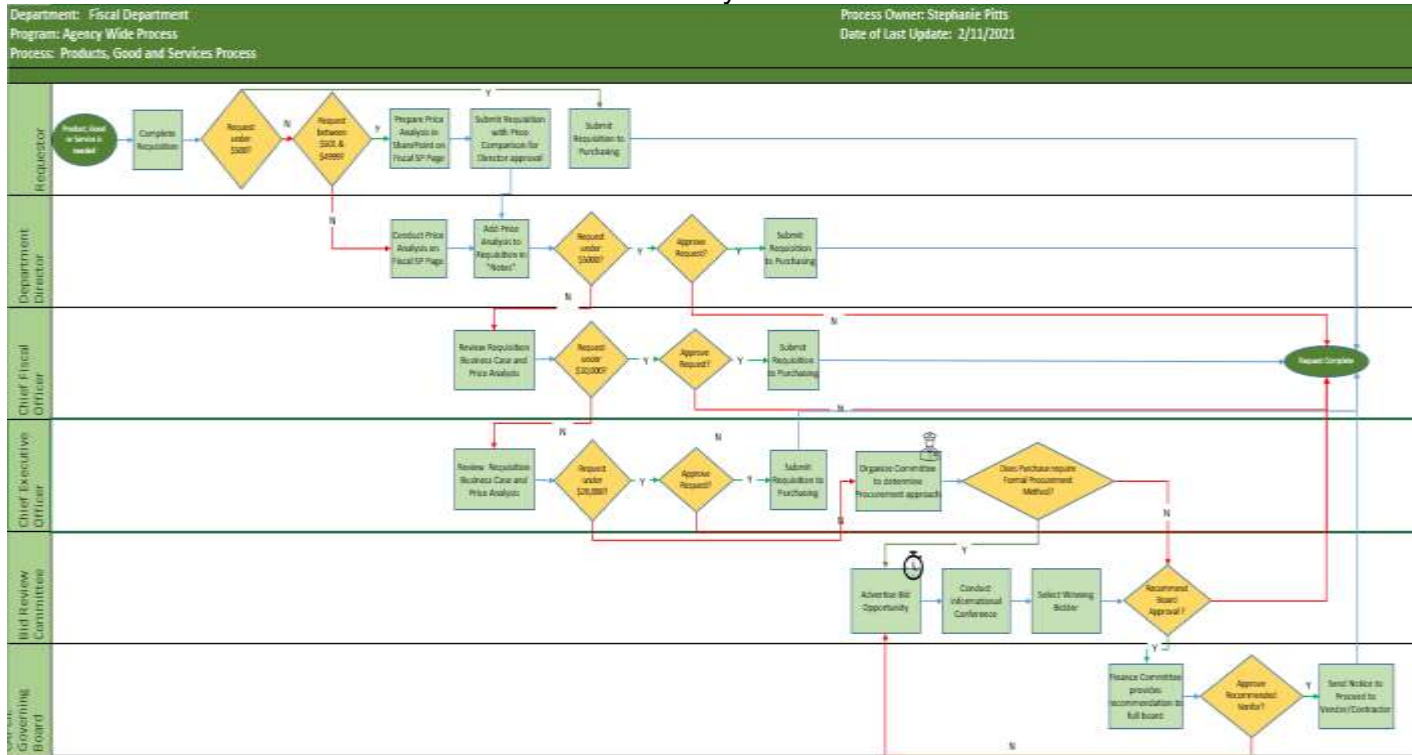 Department: Fiscal Department
Process Owner: Stephanie Pitts
Program: Agency Wide Process
Date of Last Update: 2/11/2021
Process: Products, Good and Services Process
Requestor
Product, Good
or Service is
needed
Complete
Requisition
Request
under
N
Request
between
$501 &
$4999?
Y
Prepare Price
Analysis in
SharePoint on
Fiscal SP Page
Submit Requisition
with Price
Comparison for
Director approval
Y
Submit
Requisition to
Purchasing
N
Department
Director
Conduct Price
Analysis on
Fiscal SP Page
Add Price
Analysis to
Requisition in
"Notes"
Request
under
$5000?
Y
Approve
Request?
Y
Submit
Requisition
to Purchasing
N
N
Chief Fiscal
Officer
Review Requisition
Business Case and
Price Analysis
Request
under
$10,000?
Y
Approve
Request?
Y
Submit
Requisition
to Purchasing
Request Complete
N
N
N
Chief Executive
Officer
Review Requisition
Business Case and
Price Analysis
Request
under
Y
Approve
Request?
Y
Submit
Requisition to
Purchasing
Organize Committee
to determine
Procurement approach
Does Purchase require
Formal Procurement
Method?
N
N
Y
Bid Review
Committee
Advertise Bid
Opportunity
Conduct
Informational
Conference
Select Winning
Bidder
Recommend
Board
Approval?
Y
Governing
Board
Finance Committee
provides
recommendation to
full board
Approve
Recommended
Y
Send Notice to
Proceed to
Vendor/Contractor
N